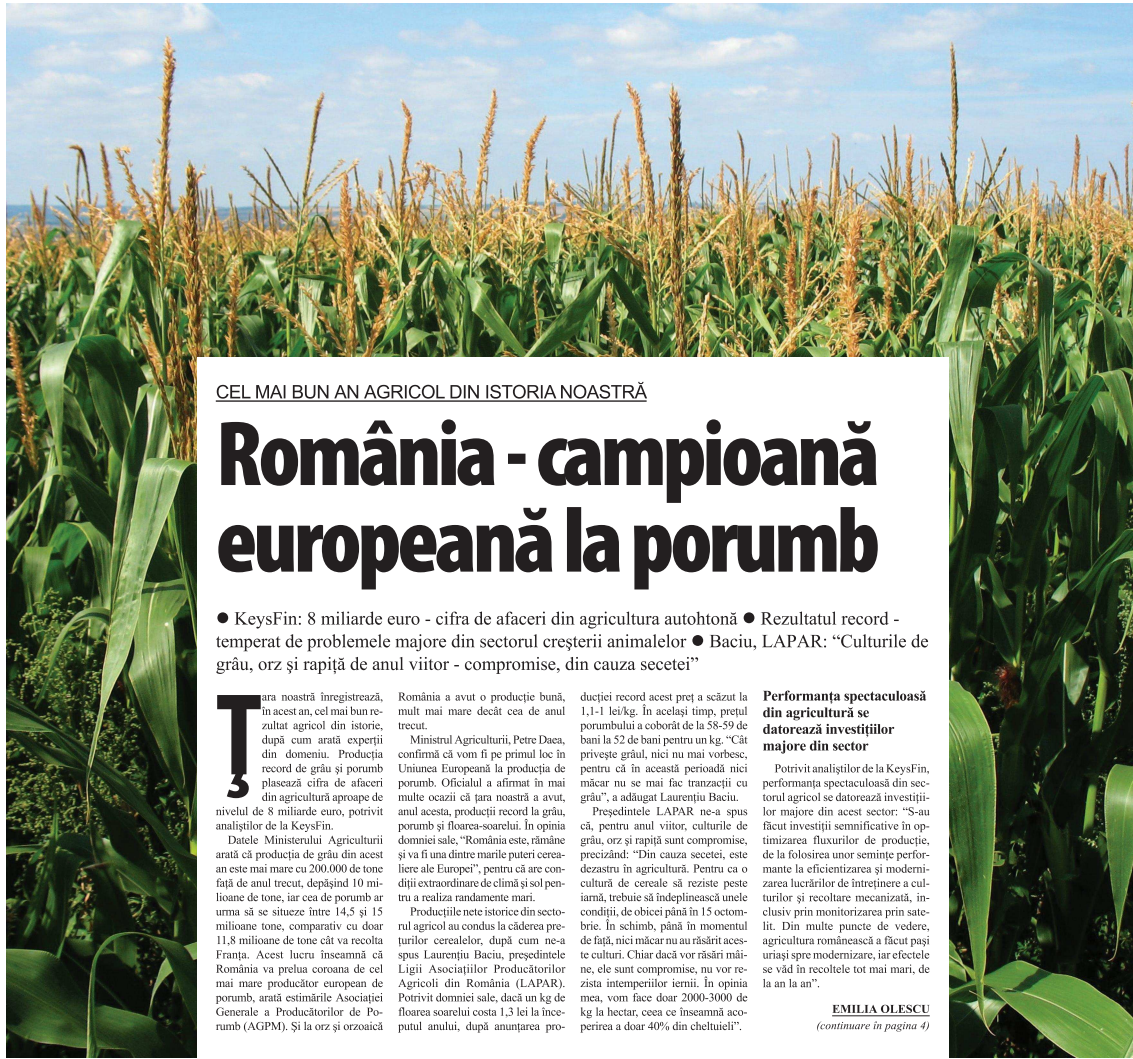 CEL MAI BUN AN AGRICOL DIN ISTORIA NOASTRĂ
România - campioană
europeană la porumb
● KeysFin: 8 miliarde euro - cifra de afaceri din agricultura autohtonă ● Rezultatul record -
temperat de problemele majore din sectorul creşterii animalelor ● Baciu, LAPAR: “Culturile de
grâu, orz și rapiță de anul viitor - compromise, din cauza secetei”
Ţara noastră înregistrează,
în acest an, cel mai bun re-
zultat agricol din istorie,
după cum arată experţii
din domeniu. Producţia
record de grâu şi porumb
plasează cifra de afaceri
din agricultură aproape de
nivelul de 8 miliarde euro, potrivit
analiştilor de la KeysFin.
Datele Ministerului Agriculturii
arată că producţia de grâu din acest
an este mai mare cu 200.000 de tone
faţă de anul trecut, depăşind 10 mi-
lioane de tone, iar cea de porumb ar
urma să se situeze între 14,5 şi 15
milioane tone, comparativ cu doar
11,8 milioane de tone cât va recolta
Franţa. Acest lucru înseamnă că
România va prelua coroana de cel
mai mare producător european de
porumb, arată estimările Asociaţiei
Generale a Producătorilor de Po-
rumb (AGPM). Şi la orz şi orzoaică
România a avut o producţie bună,
mult mai mare decât cea de anul
trecut.
Ministrul Agriculturii, Petre Daea,
confirmă că vom fi pe primul loc în
Uniunea Europeană la producţia de
porumb. Oficialul a afirmat în mai
multe ocazii că ţara noastră a avut,
anul acesta, producţii record la grâu,
porumb şi floarea-soarelui. În opinia
domniei sale, “România este, rămâne
şi va fi una dintre marile puteri cerea-
liere ale Europei”, pentru că are con-
diţii extraordinare de climă şi sol pen-
tru a realiza randamente mari.
Producţiile nete istorice din secto-
rul agricol au condus la căderea pre-
ţurilor cerealelor, după cum ne-a
spus Laurenţiu Baciu, preşedintele
Ligii Asociaţiilor Producătorilor
Agricoli din România (LAPAR).
Potrivit domniei sale, dacă un kg de
floarea soarelui costa 1,3 lei la înce-
putul anului, după anunţarea pro-
ducţiei record acest preţ a scăzut la
1,1-1 lei/kg. În acelaşi timp, preţul
porumbului a coborât de la 58-59 de
bani la 52 de bani pentru un kg. “Cât
priveşte grâul, nici nu mai vorbesc,
pentru că în această perioadă nici
măcar nu se mai fac tranzacţii cu
grâu”, a adăugat Laurenţiu Baciu.
Preşedintele LAPAR ne-a spus
că, pentru anul viitor, culturile de
grâu, orz şi rapiţă sunt compromise,
precizând: “Din cauza secetei, este
dezastru în agricultură. Pentru ca o
cultură de cereale să reziste peste
iarnă, trebuie să îndeplinească unele
condiţii, de obicei până în 15 octom-
brie. În schimb, până în momentul
de faţă, nici măcar nu au răsărit aces-
te culturi. Chiar dacă vor răsări mâi-
ne, ele sunt compromise, nu vor re-
zista intemperiilor iernii. În opinia
mea, vom face doar 2000-3000 de
kg la hectar, ceea ce înseamnă aco-
perirea a doar 40% din cheltuieli”.
Performanţa spectaculoasă
din agricultură se
datorează investiţiilor
majore din sector
Potrivit analiştilor de la KeysFin,
performanţa spectaculoasă din sec-
torul agricol se datorează investiţii-
lor majore din acest sector: “S-au
făcut investiţii semnificative în op-
timizarea fluxurilor de producţie,
de la folosirea unor seminţe perfor-
mante la eficientizarea şi moderni-
zarea lucrărilor de întreţinere a cul-
turilor şi recoltare mecanizată, in-
clusiv prin monitorizarea prin sate-
lit. Din multe puncte de vedere,
agricultura românească a făcut paşi
uriaşi spre modernizare, iar efectele
se văd în recoltele tot mai mari, de
la an la an”.
EMILIA OLESCU
(continuare în pagina 4)